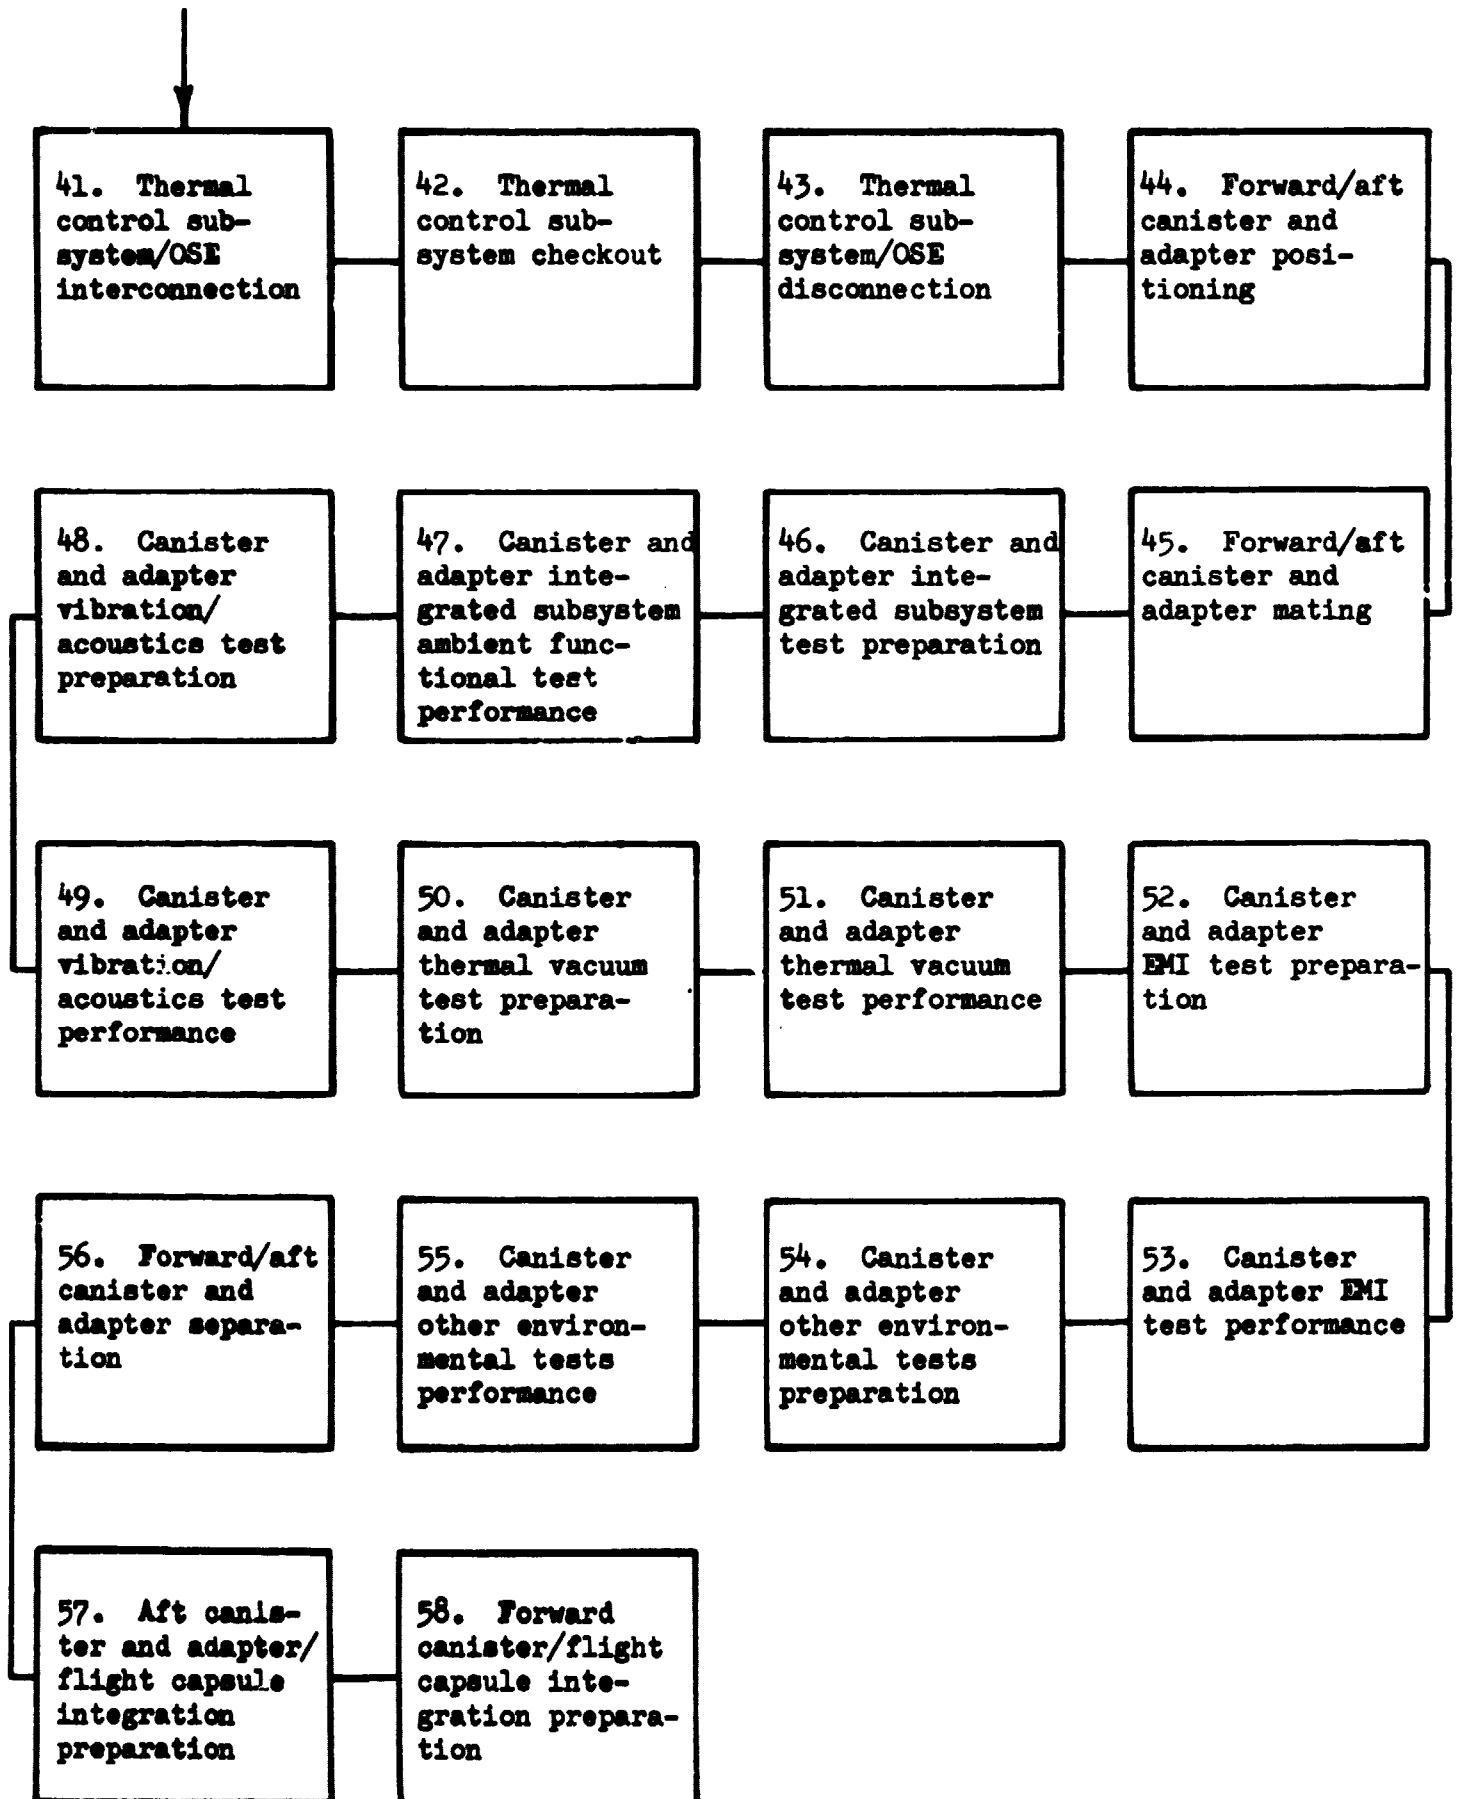 41. Thermal
control sub-
system/OSE
interconnection
42. Thermal
control sub-
system checkout
43. Thermal
control sub-
system/OSE
disconnection
44. Forward/aft
canister and
adapter posi-
tioning
48. Canister
and adapter
vibration/
acoustics test
preparation
47. Canister and
adapter inte-
grated subsystem
ambient func-
tional test
performance
46. Canister and
adapter inte-
grated subsystem
test preparation
45. Forward/aft
canister and
adapter mating
49. Canister
and adapter
vibration/
acoustics test
performance
50. Canister
and adapter
thermal vacuum
test prepara-
tion
51. Canister
and adapter
thermal vacuum
test performance
52. Canister
and adapter
EMI test prepara-
tion
56. Forward/aft
canister and
adapter separa-
tion
55. Canister
and adapter
other environ-
mental tests
performance
54. Canister
and adapter
other environ-
mental tests
preparation
53. Canister
and adapter EMI
test performance
57. Aft canis-
ter and adapter/
flight capsule
integration
preparation
58. Forward
canister/flight
capsule inte-
gration prepara-
tion